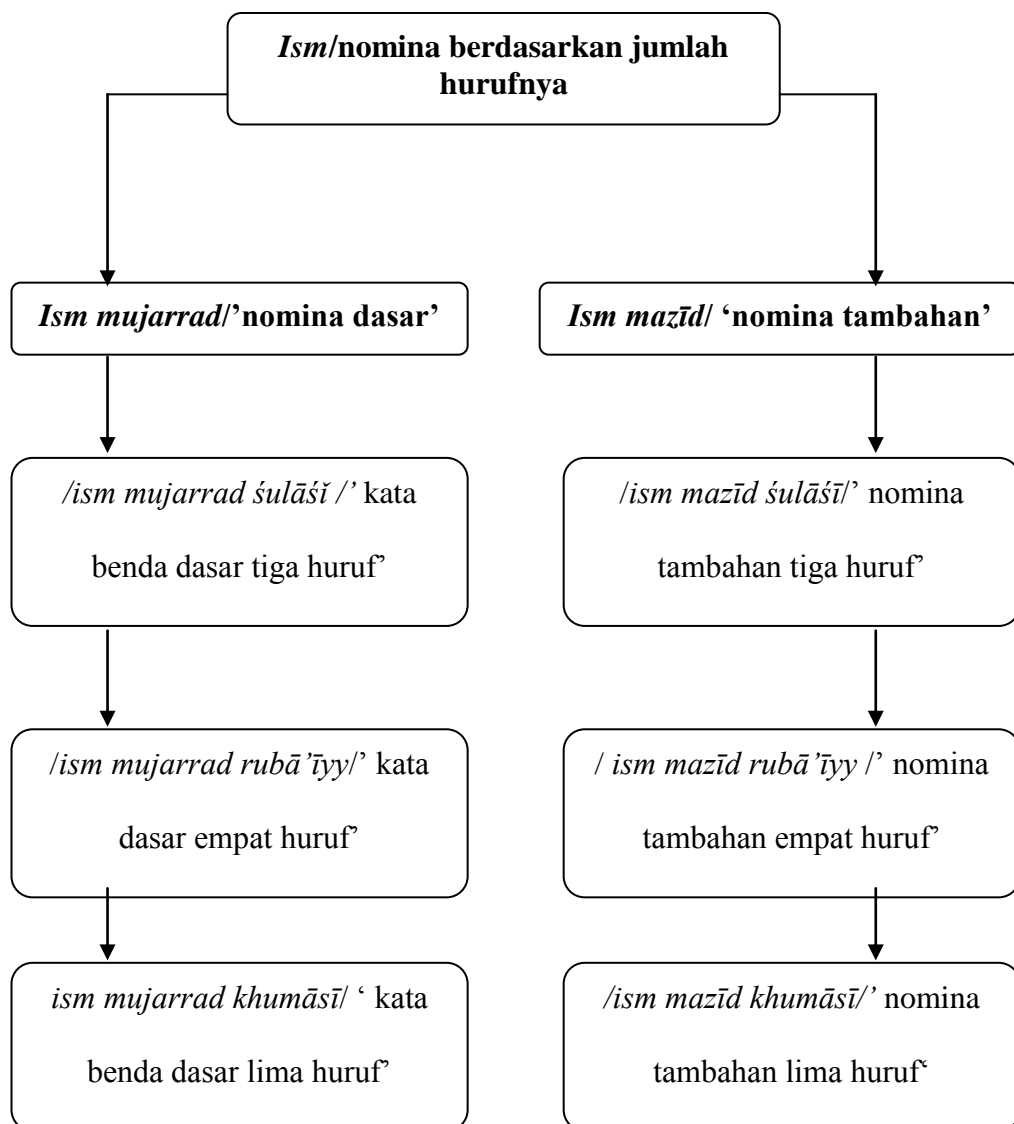 Ism/nomina berdasarkan jumlah
hurufnya
Ism mujarrad/’nomina dasar’
Ism mazīd/ ‘nomina tambahan’
/ism mujarrad śulāśǐ /’ kata
benda dasar tiga huruf’
/ism mazīd śulāśī/’ nomina
tambahan tiga huruf’
/ism mujarrad rubā’īyy/’ kata
dasar empat huruf’
/ ism mazīd rubā’īyy /’ nomina
tambahan empat huruf’
ism mujarrad khumāsī/ ‘ kata
benda dasar lima huruf’
/ism mazīd khumāsī/’ nomina
tambahan lima huruf‘